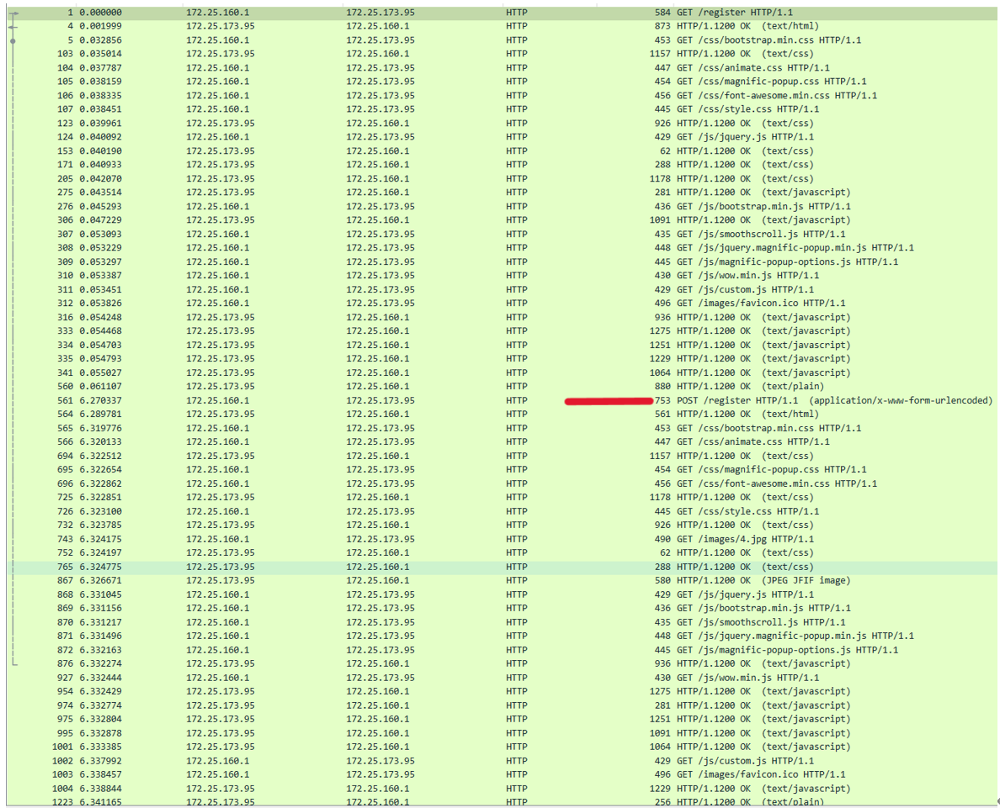 1 0.000000 172.25.160.1 172.25.173.95 HTTP 584 GET /register HTTP/1.1
4 0.001999 172.25.173.95 172.25.160.1 HTTP 873 HTTP/1.1200 OK (text/html)
5 0.032856 172.25.160.1 172.25.173.95 HTTP 453 GET /css/bootstrap.min.css HTTP/1.1
103 0.035014 172.25.173.95 172.25.160.1 HTTP 1157 HTTP/1.1200 OK (text/css)
104 0.037787 172.25.160.1 172.25.173.95 HTTP 447 GET /css/animate.css HTTP/1.1
105 0.038159 172.25.160.1 172.25.173.95 HTTP 454 GET /css/magnific-popup.css HTTP/1.1
106 0.038335 172.25.160.1 172.25.173.95 HTTP 456 GET /css/font-awesome.min.css HTTP/1.1
107 0.038451 172.25.160.1 172.25.173.95 HTTP 445 GET /css/style.css HTTP/1.1
123 0.039961 172.25.173.95 172.25.160.1 HTTP 926 HTTP/1.1200 OK (text/css)
124 0.040092 172.25.160.1 172.25.173.95 HTTP 429 GET /js/jquery.js HTTP/1.1
153 0.040190 172.25.173.95 172.25.160.1 HTTP 62 HTTP/1.1200 OK (text/css)
171 0.040933 172.25.173.95 172.25.160.1 HTTP 288 HTTP/1.1200 OK (text/css)
205 0.042070 172.25.173.95 172.25.160.1 HTTP 1178 HTTP/1.1200 OK (text/css)
275 0.043514 172.25.173.95 172.25.160.1 HTTP 281 HTTP/1.1200 OK (text/javascript)
276 0.045293 172.25.160.1 172.25.173.95 HTTP 436 GET /js/bootstrap.min.js HTTP/1.1
306 0.047229 172.25.173.95 172.25.160.1 HTTP 1091 HTTP/1.1200 OK (text/javascript)
307 0.053093 172.25.160.1 172.25.173.95 HTTP 435 GET /js/smoothscroll.js HTTP/1.1
308 0.053229 172.25.160.1 172.25.173.95 HTTP 448 GET /js/jquery.magnific-popup.min.js HTTP/1.1
309 0.053297 172.25.160.1 172.25.173.95 HTTP 445 GET /js/magnific-popup-options.js HTTP/1.1
310 0.053387 172.25.160.1 172.25.173.95 HTTP 430 GET /js/wow.min.js HTTP/1.1
311 0.053451 172.25.160.1 172.25.173.95 HTTP 429 GET /js/custom.js HTTP/1.1
312 0.053826 172.25.160.1 172.25.173.95 HTTP 496 GET /images/favicon.ico HTTP/1.1
316 0.054248 172.25.173.95 172.25.160.1 HTTP 936 HTTP/1.1200 OK (text/javascript)
333 0.054468 172.25.173.95 172.25.160.1 HTTP 1275 HTTP/1.1200 OK (text/javascript)
334 0.054703 172.25.173.95 172.25.160.1 HTTP 1251 HTTP/1.1200 OK (text/javascript)
335 0.054793 172.25.173.95 172.25.160.1 HTTP 1229 HTTP/1.1200 OK (text/javascript)
341 0.055027 172.25.173.95 172.25.160.1 HTTP 1064 HTTP/1.1200 OK (text/javascript)
560 0.061107 172.25.173.95 172.25.160.1 HTTP 880 HTTP/1.1200 OK (text/plain)
561 6.270337 172.25.160.1 172.25.173.95 HTTP 753 POST /register HTTP/1.1 (application/x-www-form-urlencoded)
564 6.289781 172.25.173.95 172.25.160.1 HTTP 561 HTTP/1.1200 OK (text/html)
565 6.319776 172.25.160.1 172.25.173.95 HTTP 453 GET /css/bootstrap.min.css HTTP/1.1
566 6.320133 172.25.160.1 172.25.173.95 HTTP 447 GET /css/animate.css HTTP/1.1
694 6.322512 172.25.173.95 172.25.160.1 HTTP 1157 HTTP/1.1200 OK (text/css)
695 6.322654 172.25.160.1 172.25.173.95 HTTP 454 GET /css/magnific-popup.css HTTP/1.1
696 6.322862 172.25.160.1 172.25.173.95 HTTP 456 GET /css/font-awesome.min.css HTTP/1.1
725 6.322851 172.25.173.95 172.25.160.1 HTTP 1178 HTTP/1.1200 OK (text/css)
726 6.323100 172.25.160.1 172.25.173.95 HTTP 445 GET /css/style.css HTTP/1.1
732 6.323785 172.25.173.95 172.25.160.1 HTTP 926 HTTP/1.1200 OK (text/css)
743 6.324175 172.25.160.1 172.25.173.95 HTTP 490 GET /images/4.jpg HTTP/1.1
752 6.324197 172.25.173.95 172.25.160.1 HTTP 62 HTTP/1.1200 OK (text/css)
765 6.324775 172.25.173.95 172.25.160.1 HTTP 288 HTTP/1.1200 OK (text/css)
867 6.326671 172.25.173.95 172.25.160.1 HTTP 580 HTTP/1.1200 OK (JPEG JFIF image)
868 6.331045 172.25.160.1 172.25.173.95 HTTP 429 GET /js/jquery.js HTTP/1.1
869 6.331156 172.25.160.1 172.25.173.95 HTTP 436 GET /js/bootstrap.min.js HTTP/1.1
870 6.331217 172.25.160.1 172.25.173.95 HTTP 435 GET /js/smoothscroll.js HTTP/1.1
871 6.331496 172.25.160.1 172.25.173.95 HTTP 448 GET /js/jquery.magnific-popup.min.js HTTP/1.1
872 6.332163 172.25.160.1 172.25.173.95 HTTP 445 GET /js/magnific-popup-options.js HTTP/1.1
876 6.332274 172.25.173.95 172.25.160.1 HTTP 936 HTTP/1.1200 OK (text/javascript)
927 6.332444 172.25.160.1 172.25.173.95 HTTP 430 GET /js/wow.min.js HTTP/1.1
954 6.332429 172.25.173.95 172.25.160.1 HTTP 1275 HTTP/1.1200 OK (text/javascript)
974 6.332774 172.25.173.95 172.25.160.1 HTTP 281 HTTP/1.1200 OK (text/javascript)
975 6.332804 172.25.173.95 172.25.160.1 HTTP 1251 HTTP/1.1200 OK (text/javascript)
995 6.332878 172.25.173.95 172.25.160.1 HTTP 1091 HTTP/1.1200 OK (text/javascript)
1001 6.333385 172.25.173.95 172.25.160.1 HTTP 1064 HTTP/1.1200 OK (text/javascript)
1002 6.337992 172.25.160.1 172.25.173.95 HTTP 429 GET /js/custom.js HTTP/1.1
1003 6.338457 172.25.160.1 172.25.173.95 HTTP 496 GET /images/favicon.ico HTTP/1.1
1004 6.338844 172.25.173.95 172.25.160.1 HTTP 1229 HTTP/1.1200 OK (text/javascript)
1223 6.341165 172.25.173.95 172.25.160.1 HTTP 256 HTTP/1.1200 OK (text/plain)